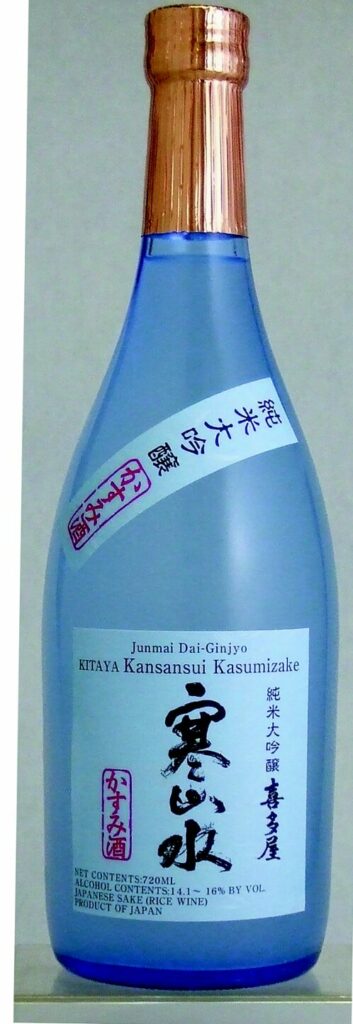 純米大吟醸
かすみ酒
Junmai Dai-Ginjyo
KITAYA Kansansui Kasumizake
純米大吟醸 喜多屋
寒山水
かすみ酒
NET CONTENTS:720ML
ALCOHOL CONTENTS:14.1～ 16% BY VOL.
JAPANESE SAKE (RICE WINE)
PRODUCT OF JAPAN